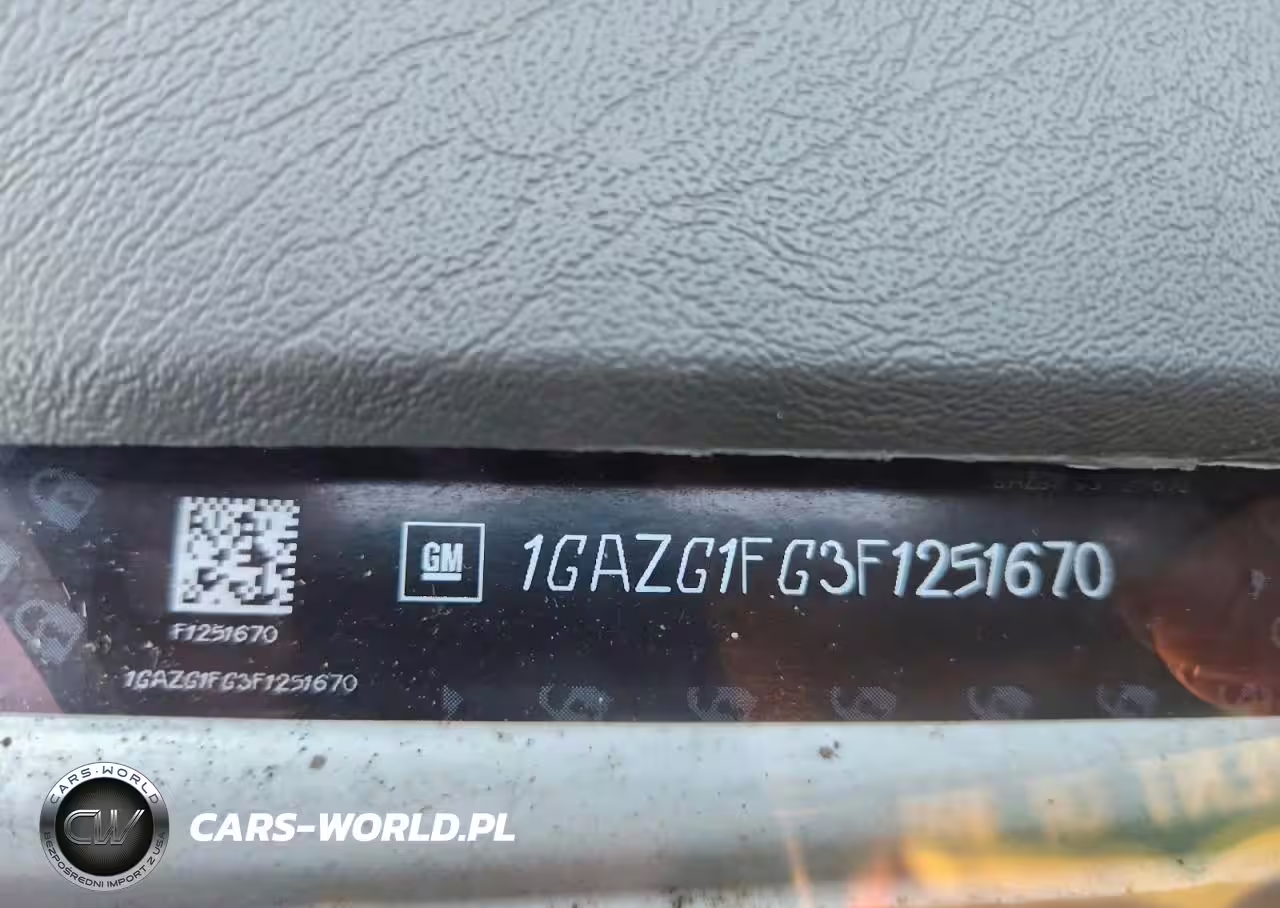 GM
1GAZG1FG3F1251670
F1251670
1GAZG1FG3F1251670
CARS-WORLD
CW
BEZPOŚREDNI IMPORT Z USA
CARS-WORLD.PL